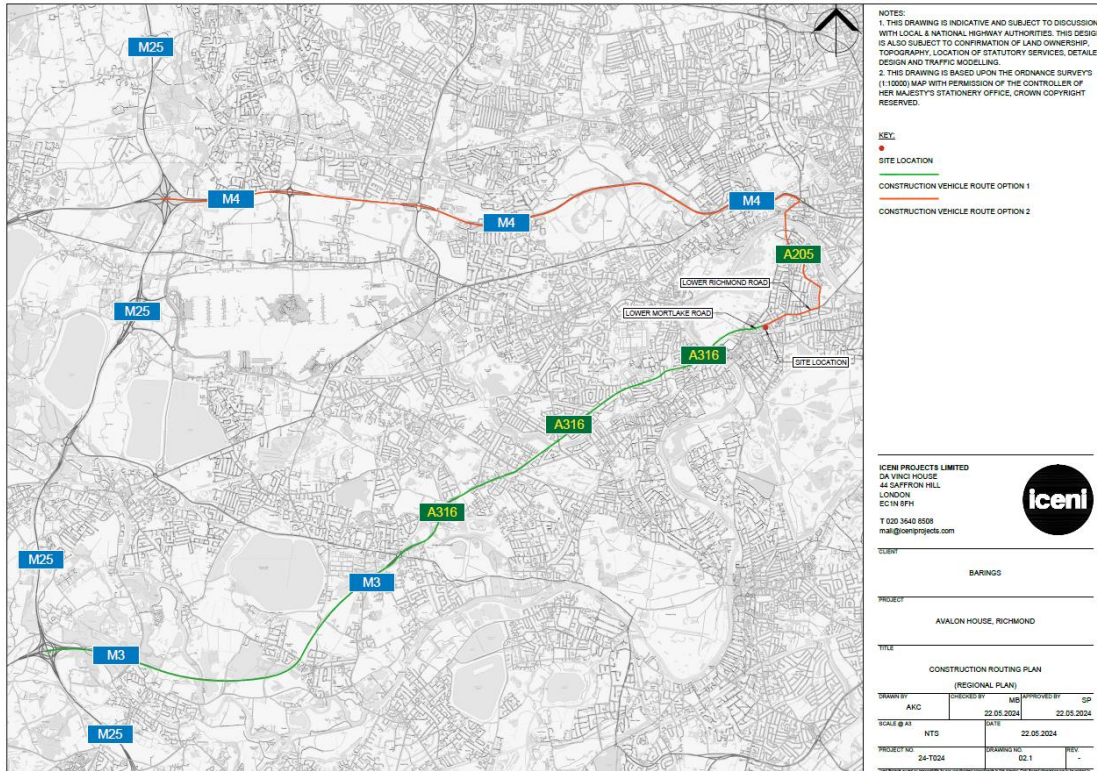 M25
M4
M4
M4
A205
LOWER RICHMOND ROAD
M25
LOWER MORTLAKE ROAD
SITE LOCATION
A316
A316
A316
M25
M3
M3
M25
NOTES:
1. THIS DRAWING IS INDICATIVE AND SUBJECT TO DISCUSSION
WITH LOCAL & NATIONAL HIGHWAY AUTHORITIES. THIS DESIG
IS ALSO SUBJECT TO CONFIRMATION OF LAND OWNERSHIP,
TOPOGRAPHY, LOCATION OF STATUTORY SERVICES, DETAILE
DESIGN AND TRAFFIC MODELLING.
2. THIS DRAWING IS BASED UPON THE ORDNANCE SURVEY'S
(1:10000) MAP WITH PERMISSION OF THE CONTROLLER OF
HER MAJESTY'S STATIONERY OFFICE, CROWN COPYRIGHT
RESERVED.
KEY:
SITE LOCATION
CONSTRUCTION VEHICLE ROUTE OPTION 1
CONSTRUCTION VEHICLE ROUTE OPTION 2
ICENI PROJECTS LIMITED
DA VINCI HOUSE
44 SAFFRON HILL
LONDON
EC1N 8FH
T 020 3640 8508
mail@iceniprojects.com
iceni
CLIENT
BARINGS
PROJECT
AVALON HOUSE, RICHMOND
TITLE
CONSTRUCTION ROUTING PLAN
(REGIONAL PLAN)
DRAWN BY CHECKED BY APPROVED BY
AKC MB SP
22.05.2024 22.05.2024
SCALE @ A3 DATE
NTS 22.05.2024
PROJECT NO. DRAWING NO. REV.
24-T024 02.1 -